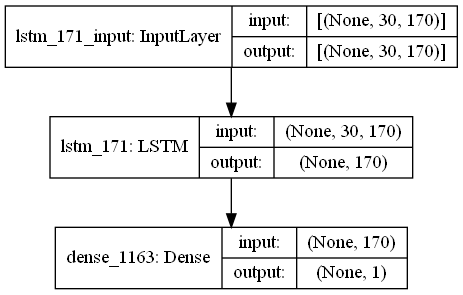 lstm_171_input: InputLayer
input: [(None, 30, 170)]
output: [(None, 30, 170)]
lstm_171: LSTM
input: (None, 30, 170)
output: (None, 170)
dense_1163: Dense
input: (None, 170)
output: (None, 1)